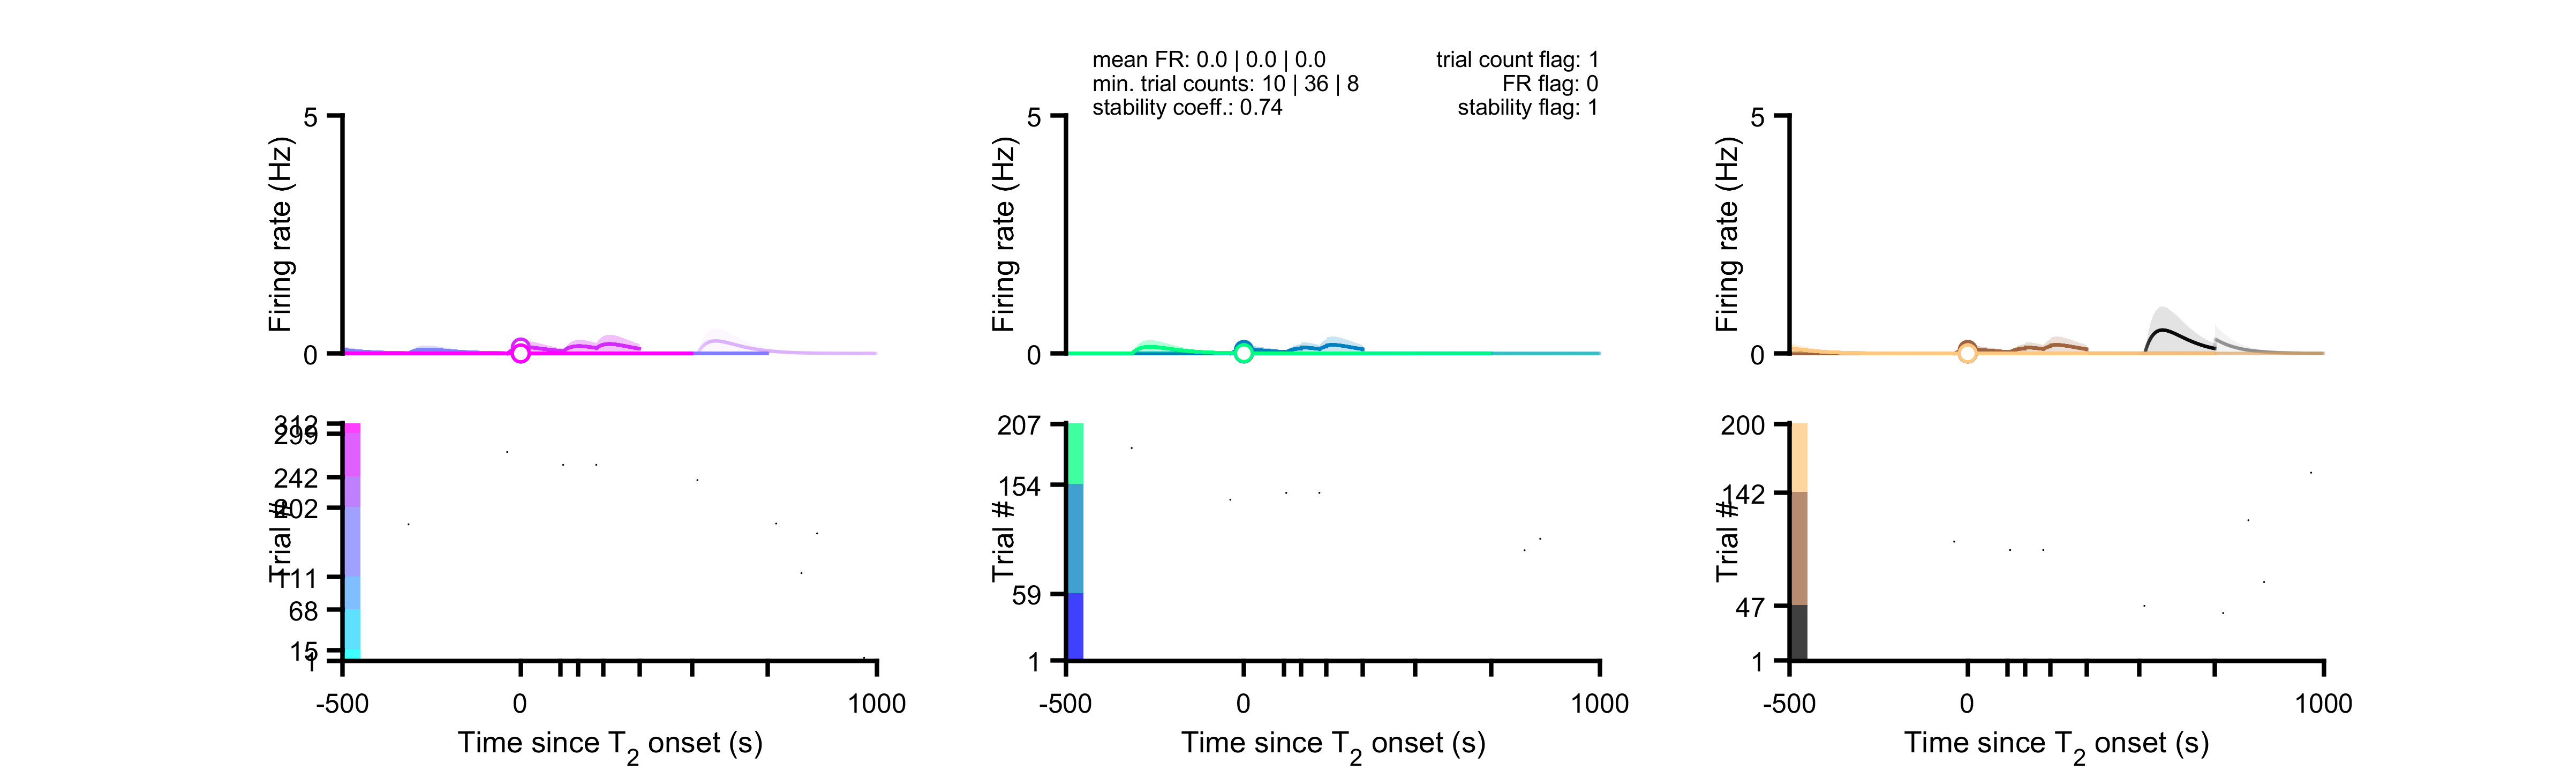 mean FR: 0.0 | 0.0 | 0.0
min. trial counts: 10 | 36 | 8
stability coeff.: 0.74
trial count flag: 1
FR flag: 0
stability flag: 1
5
0
Firing rate (Hz)
5
0
Firing rate (Hz)
5
0
Firing rate (Hz)
312
299
242
202
111
68
15
1
Trial #
-500
0
1000
Time since T2 onset (s)
207
154
59
1
Trial #
-500
0
1000
Time since T2 onset (s)
200
142
47
1
Trial #
-500
0
1000
Time since T2 onset (s)